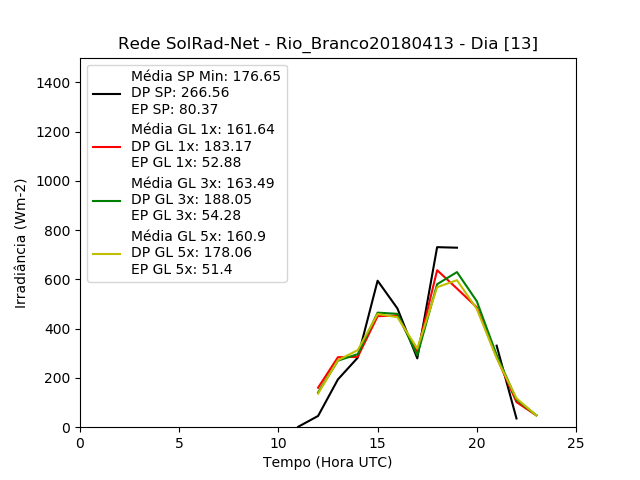 Rede SolRad-Net - Rio_Branco20180413 - Dia [13]
Média SP Min: 176.65
DP SP: 266.56
EP SP: 80.37
Média GL 1x: 161.64
DP GL 1x: 183.17
EP GL 1x: 52.88
Média GL 3x: 163.49
DP GL 3x: 188.05
EP GL 3x: 54.28
Média GL 5x: 160.9
DP GL 5x: 178.06
EP GL 5x: 51.4
Irradiância (Wm-2)
1400
1200
1000
800
600
400
200
0
0 5 10 15 20 25
Tempo (Hora UTC)